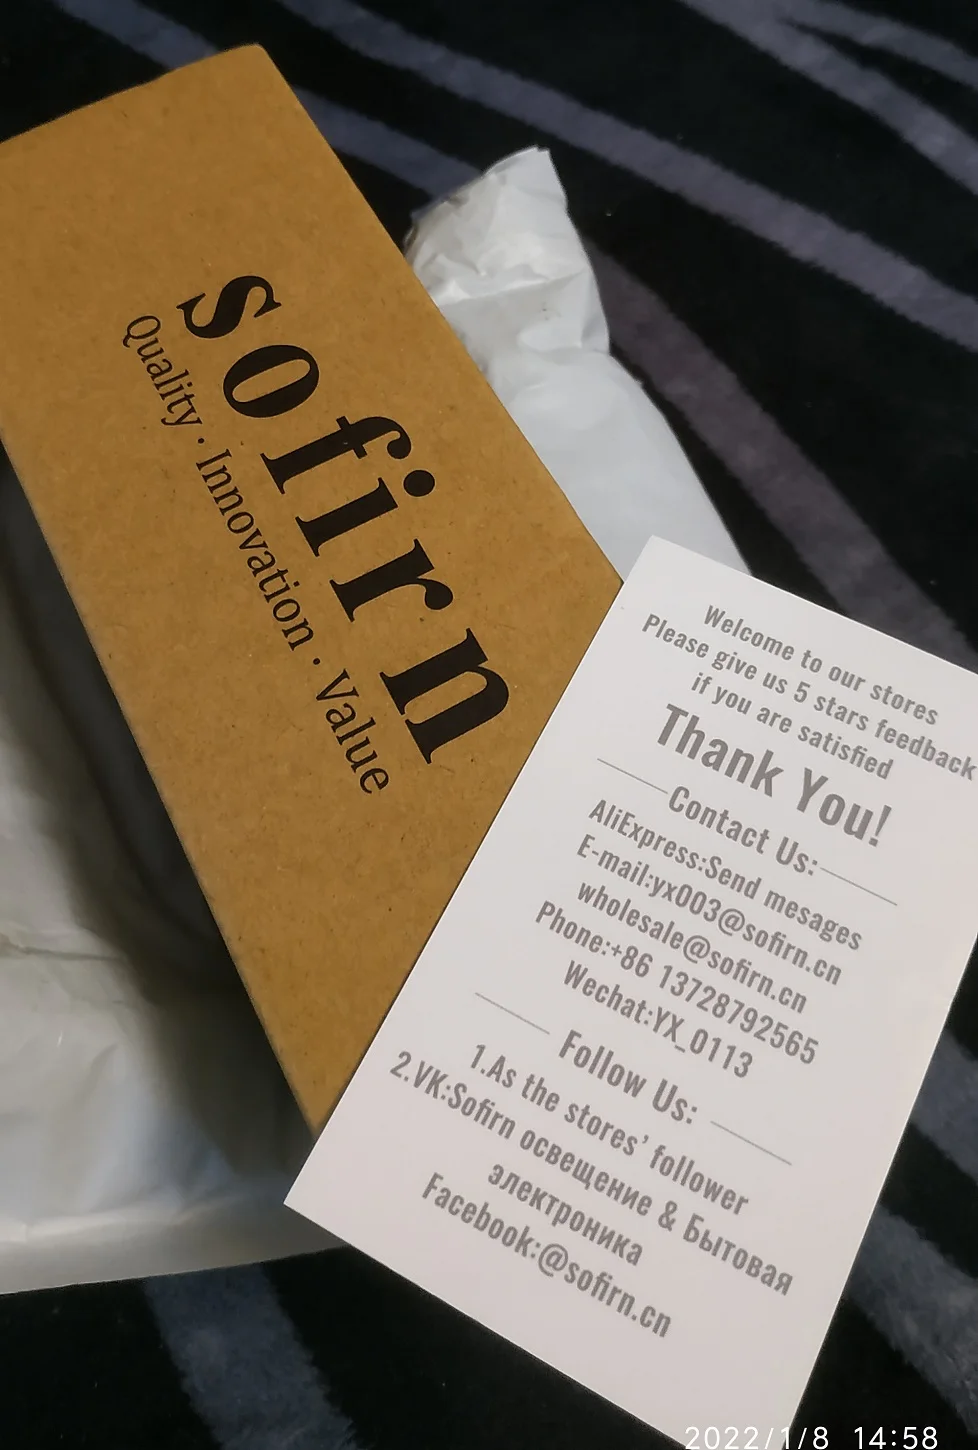 sofirn
Quality · Innovation · Value
Welcome to our stores
Please give us 5 stars feedback
if you are satisfied
Thank You!
Contact Us:
AliExpress:Send mesages
E-mail:yx003@sofirn.cn
wholesale@sofirn.cn
Phone:+86 13728792565
Wechat:YX_0113
Follow Us:
1.As the stores' follower
2.VK:Sofirn освещение & Бытовая
электроника
Facebook:@sofirn.cn
2022/1/8 14:58